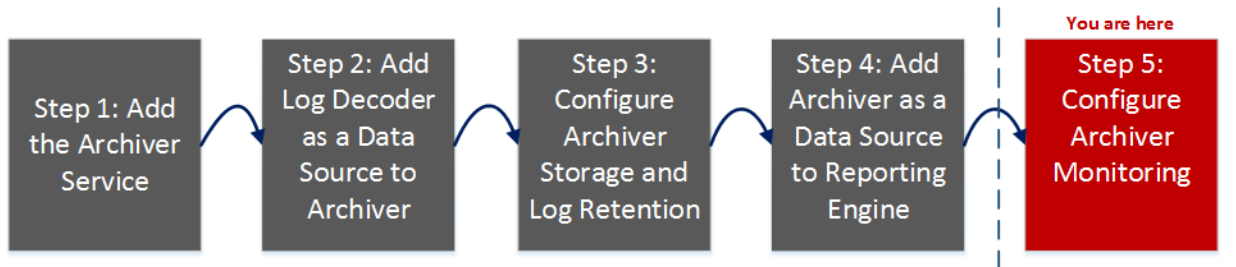 Step 1: Add
the Archiver
Service
Step 2: Add
Log Decoder
as a Data
Source to
Archiver
Step 3:
Configure
Archiver
Storage and
Log Retention
Step 4: Add
Archiver as a
Data Source
to Reporting
Engine
You are here
Step 5:
Configure
Archiver
Monitoring